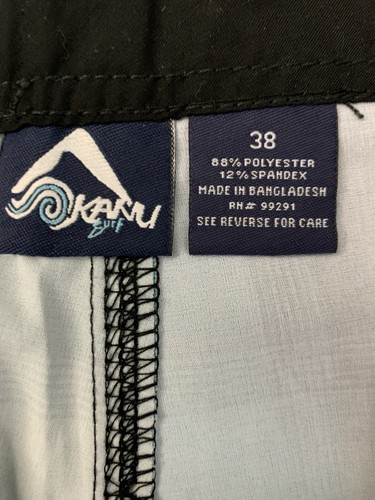 KANU
Surf
38
88% POLYESTER
12% SPANDEX
MADE IN BANGLADESH
RN# 99291
SEE REVERSE FOR CARE